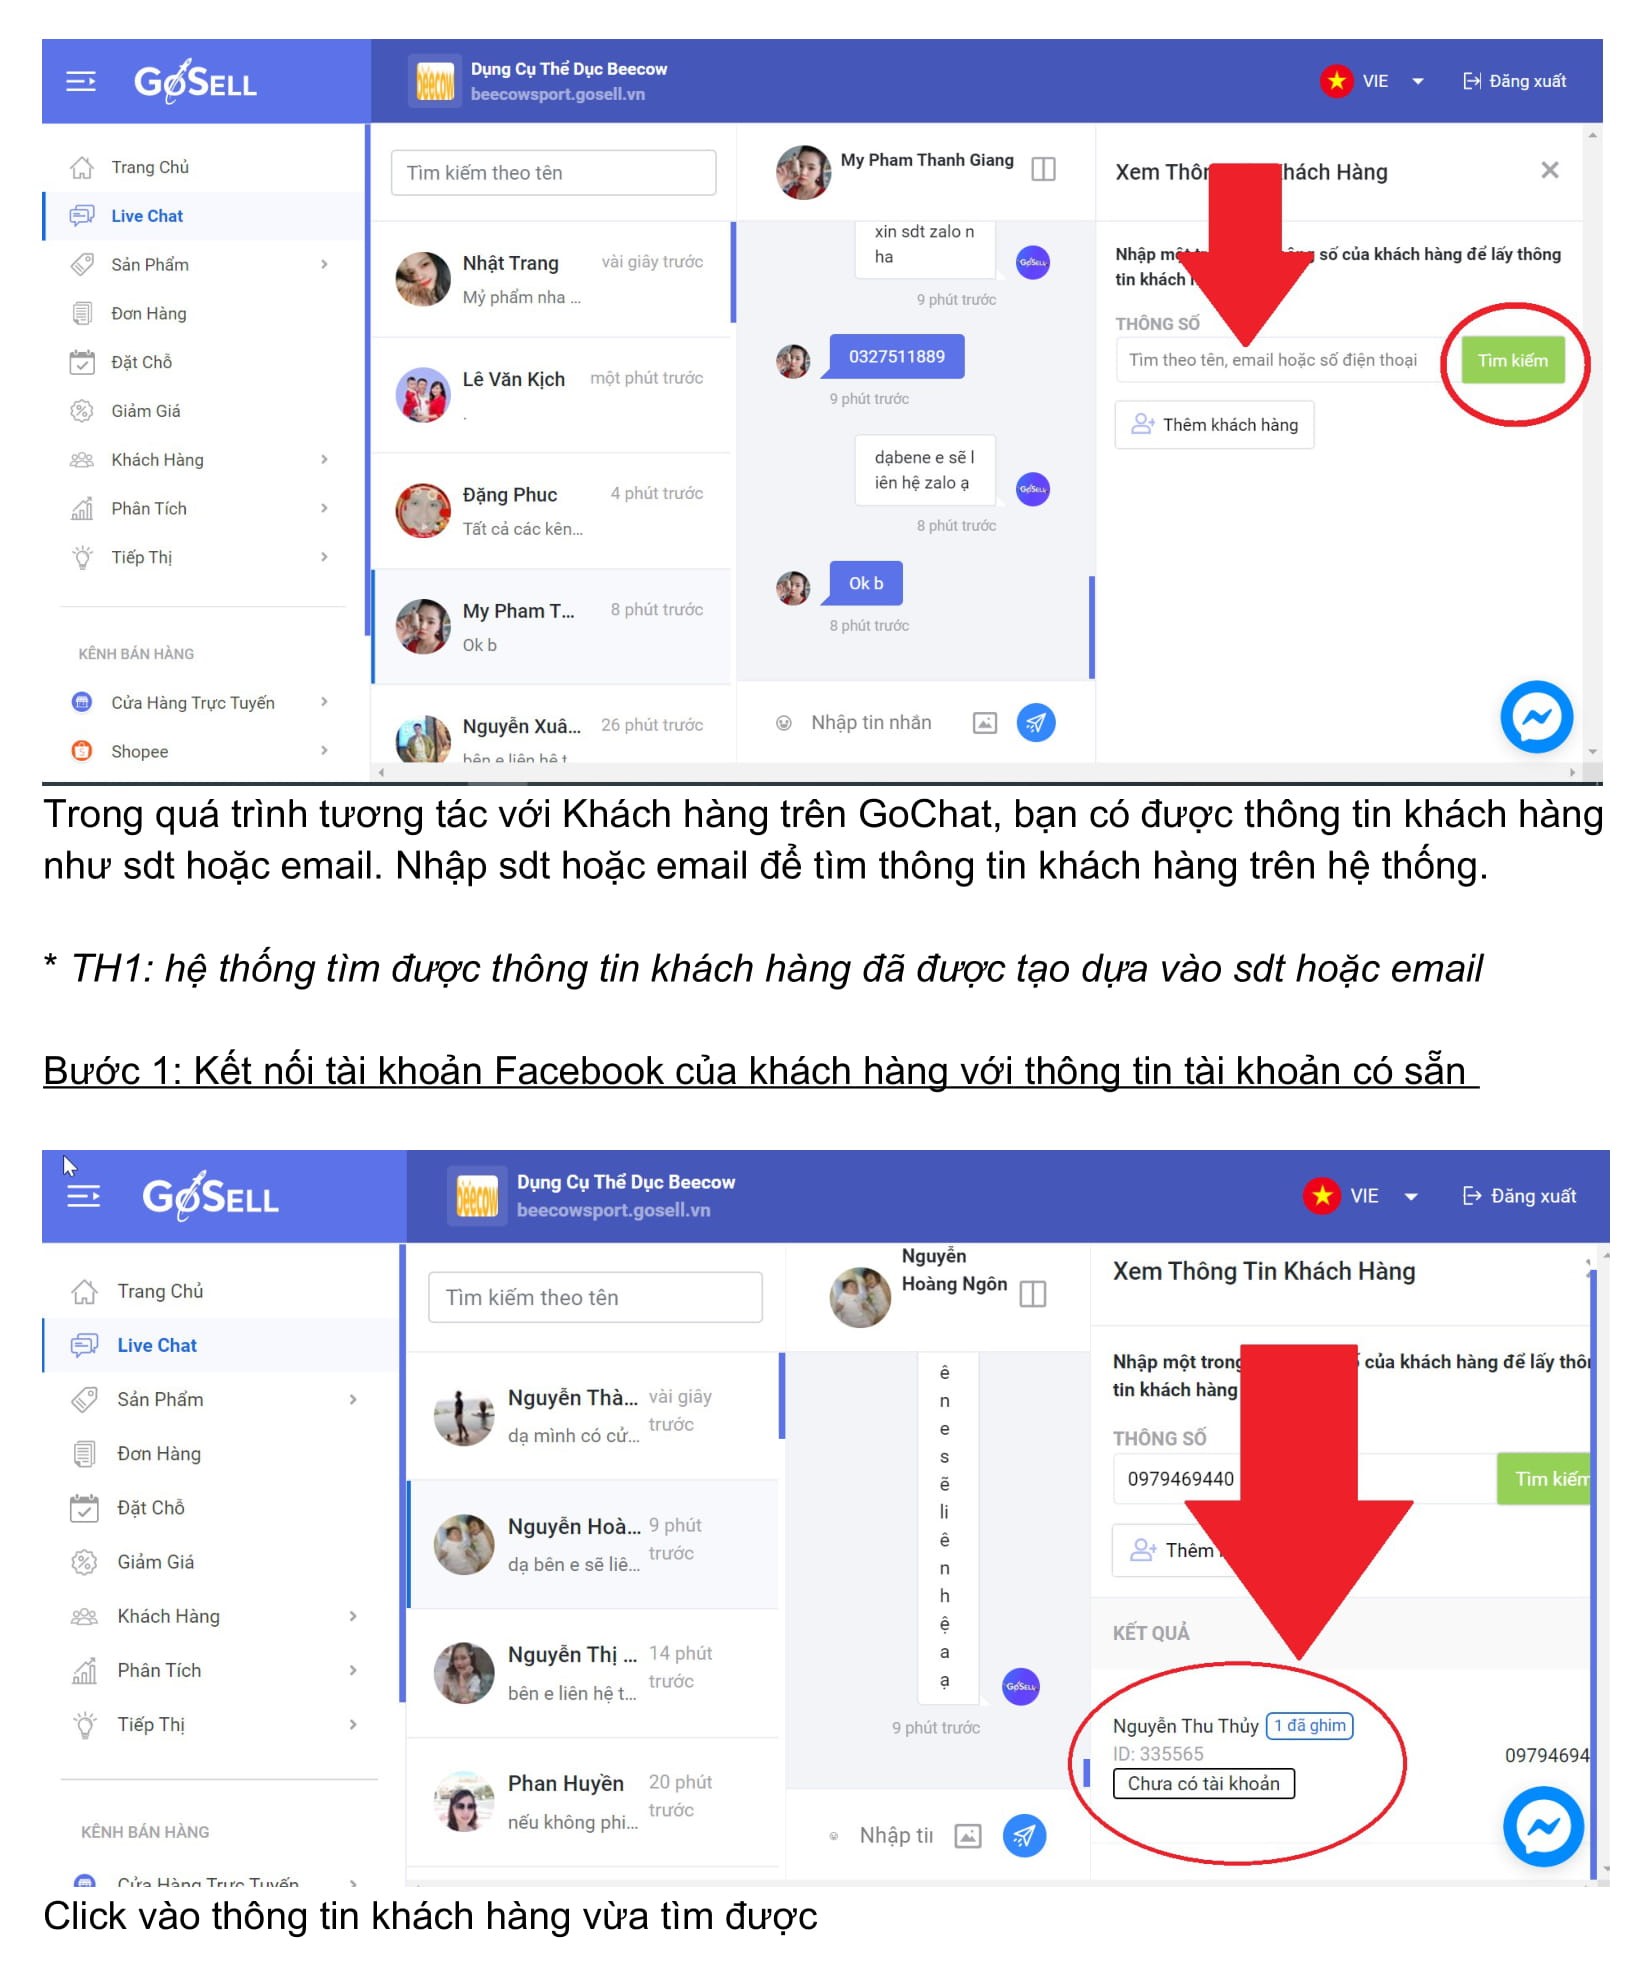 GoSELL
Dụng Cụ Thể Dục Beecow
beecowsport.gosell.vn
VIE
Đăng xuất
Trang Chủ
Live Chat
Sản Phẩm
Đơn Hàng
Đặt Chỗ
Giảm Giá
Khách Hàng
Phân Tích
Tiếp Thị
KÊNH BÁN HÀNG
Cửa Hàng Trực Tuyến
Shopee
Tìm kiếm theo tên
Nhật Trang vài giây trước
Mỷ phẩm nha ...
Lê Văn Kịch một phút trước
.
Đặng Phuc 4 phút trước
Tất cả các kên...
My Pham T... 8 phút trước
Ok b
Nguyễn Xuâ... 26 phút trước
bên e liên hệ t
My Pham Thanh Giang
xin sdt zalo n
ha
9 phút trước
0327511889
9 phút trước
dạbene e sẽ l
iên hệ zalo ạ
8 phút trước
Ok b
8 phút trước
Nhập tin nhắn
Xem Hàng
Nhập số của khách hàng để lấy thông
tin khách
THÔNG SỐ
Tìm theo tên, email hoặc số điện thoại
Tìm kiếm
Thêm khách hàng
Trong quá trình tương tác với Khách hàng trên GoChat, bạn có được thông tin khách hàng
như sdt hoặc email. Nhập sdt hoặc email để tìm thông tin khách hàng trên hệ thống.
* TH1: hệ thống tìm được thông tin khách hàng đã được tạo dựa vào sdt hoặc email
Bước 1: Kết nối tài khoản Facebook của khách hàng với thông tin tài khoản có sẵn
GoSELL
Dụng Cụ Thể Dục Beecow
beecowsport.gosell.vn
VIE
Đăng xuất
Trang Chủ
Live Chat
Sản Phẩm
Đơn Hàng
Đặt Chỗ
Giảm Giá
Khách Hàng
Phân Tích
Tiếp Thị
KÊNH BÁN HÀNG
Cửa Hàng Trực Tuyến
Tìm kiếm theo tên
Nguyễn Thà... vài giây
trước
dạ mình có cử...
Nguyễn Hoà... 9 phút
trước
dạ bên e sẽ liê...
Nguyễn Thị ... 14 phút
trước
bên e liên hệ t...
Phan Huyền 20 phút
trước
nếu không phi...
Nguyễn
Hoàng Ngôn
ê
n
e
s
ẽ
li
ê
n
h
ệ
a
ạ
9 phút trước
Nhập tii
Xem Thông Tin Khách Hàng
Nhập một trong của khách hàng để lấy
tin khách hàng
THÔNG SỐ
0979469440
Tìm kiếm
Thêm
KẾT QUẢ
Nguyễn Thu Thủy 1 đã ghim
ID: 335565
09794694
Chưa có tài khoản
Click vào thông tin khách hàng vừa tìm được